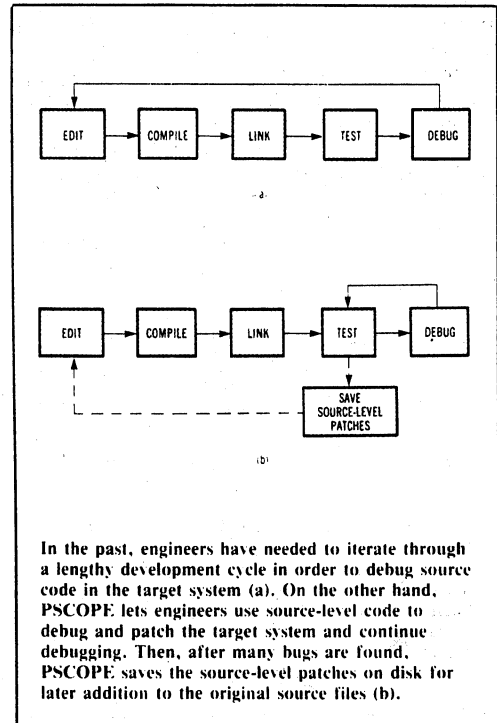 EDIT COMPILE LINK TEST DEBUG
(a)
EDIT COMPILE LINK TEST DEBUG
SAVE
SOURCE-LEVEL
PATCHES
(b)
In the past, engineers have needed to iterate through
a lengthy development cycle in order to debug source
code in the target system (a). On the other hand,
PSCOPE lets engineers use source-level code to
debug and patch the target system and continue
debugging. Then, after many bugs are found,
PSCOPE saves the source-level patches on disk for
later addition to the original source files (b).